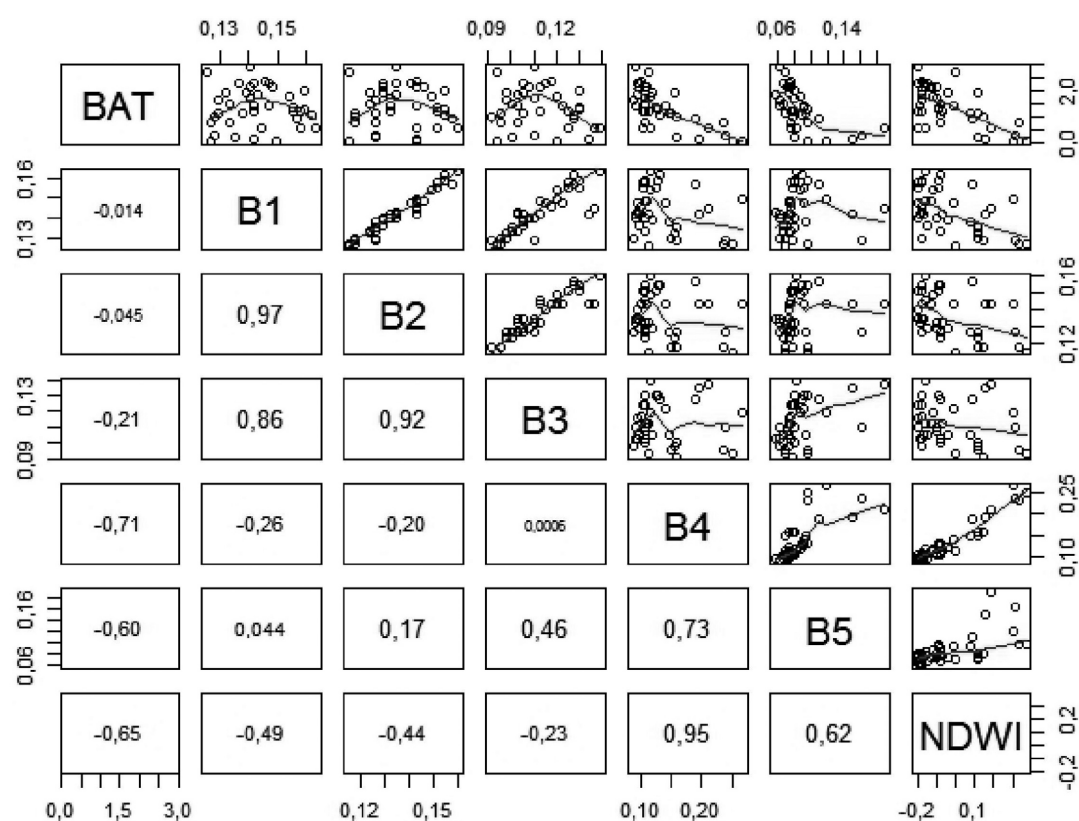 0,13 0,15 0,09 0,12 0,06 0,14
BAT 0,0 2,0
0,13 0,16 -0,014 B1
-0,045 0,97 B2 0,12 0,16
0,09 0,13 -0,21 0,86 0,92 B3
-0,71 -0,26 -0,20 0,0006 B4 0,10 0,25
0,06 0,16 -0,60 0,044 0,17 0,46 0,73 B5
-0,65 -0,49 -0,44 -0,23 0,95 0,62 NDWI -0,2 0,2
0,0 1,5 3,0 0,12 0,15 0,10 0,20 -0,2 0,1